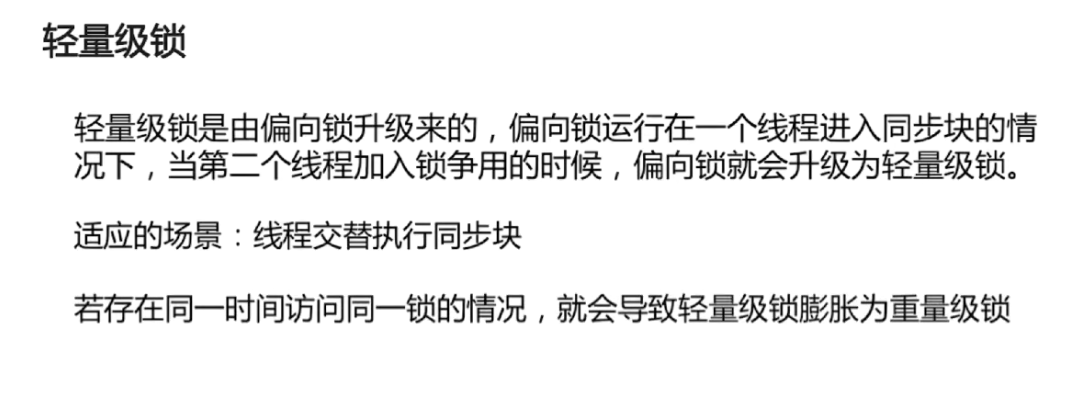 轻量级锁
轻量级锁是由偏向锁升级来的，偏向锁运行在一个线程进入同步块的情
况下，当第二个线程加入锁争用的时候，偏向锁就会升级为轻量级锁。
适应的场景：线程交替执行同步块
若存在同一时间访问同一锁的情况，就会导致轻量级锁膨胀为重量级锁